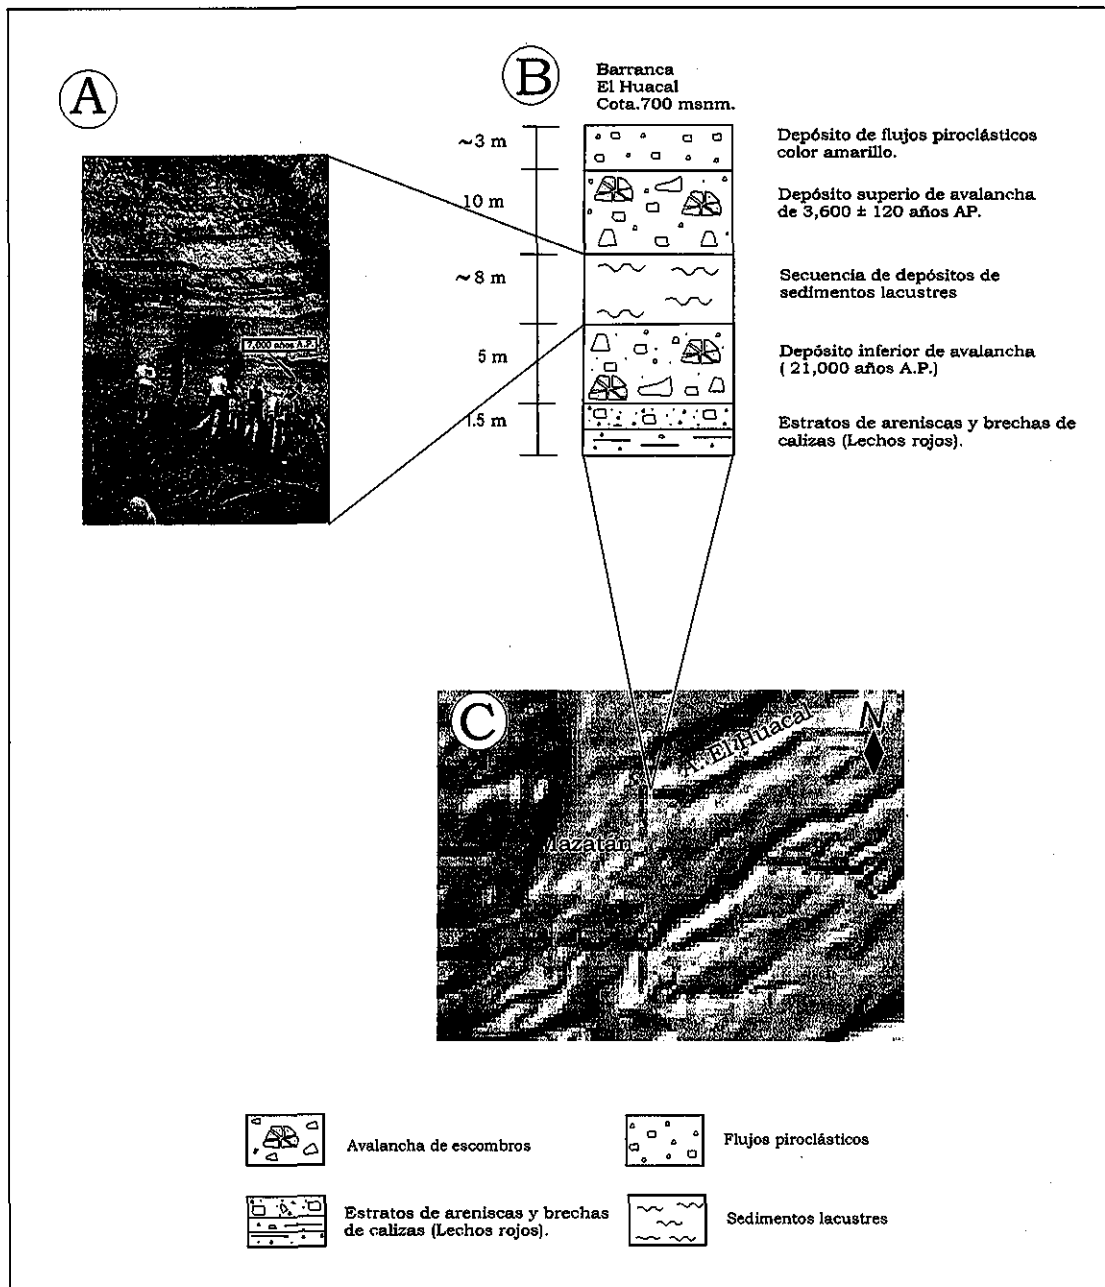 A
B
Barranca
El Huacal
Cota.700 msnm.
~3 m
10 m
~8 m
5 m
1.5 m
Depósito de flujos piroclásticos
color amarillo.
Depósito superio de avalancha
de 3,600 ± 120 años AP.
Secuencia de depósitos de
sedimentos lacustres
Depósito inferior de avalancha
( 21,000 años A.P.)
Estratos de areniscas y brechas de
calizas (Lechos rojos).
7,000 años A.P.
C
A. El Huacal
N
Mazatán
Avalancha de escombros
Flujos piroclásticos
Estratos de areniscas y brechas
de calizas (Lechos rojos).
Sedimentos lacustres